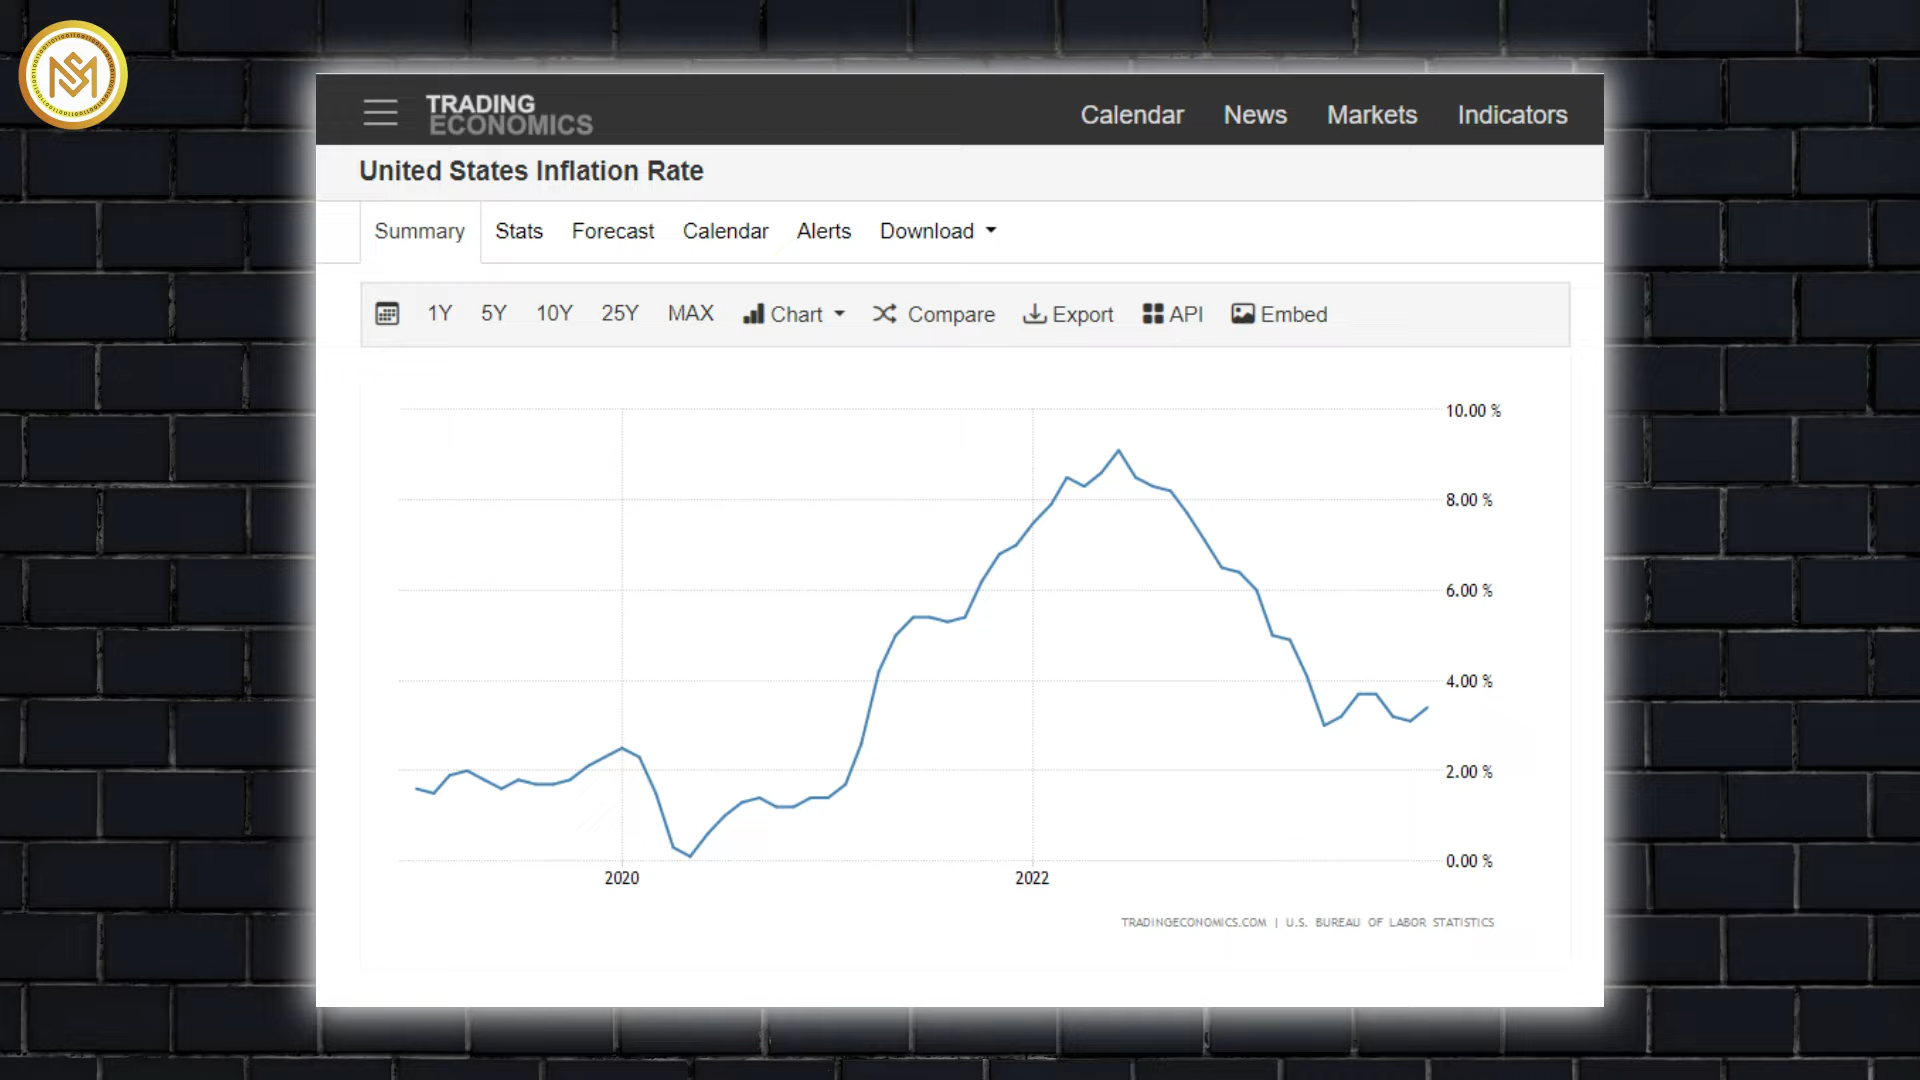 TRADING
ECONOMICS
Calendar News Markets Indicators
United States Inflation Rate
Summary Stats Forecast Calendar Alerts Download
1Y 5Y 10Y 25Y MAX Chart Compare Export API Embed
10.00 %
8.00 %
6.00 %
4.00 %
2.00 %
0.00 %
2020 2022
TRADINGECONOMICS.COM | U.S. BUREAU OF LABOR STATISTICS